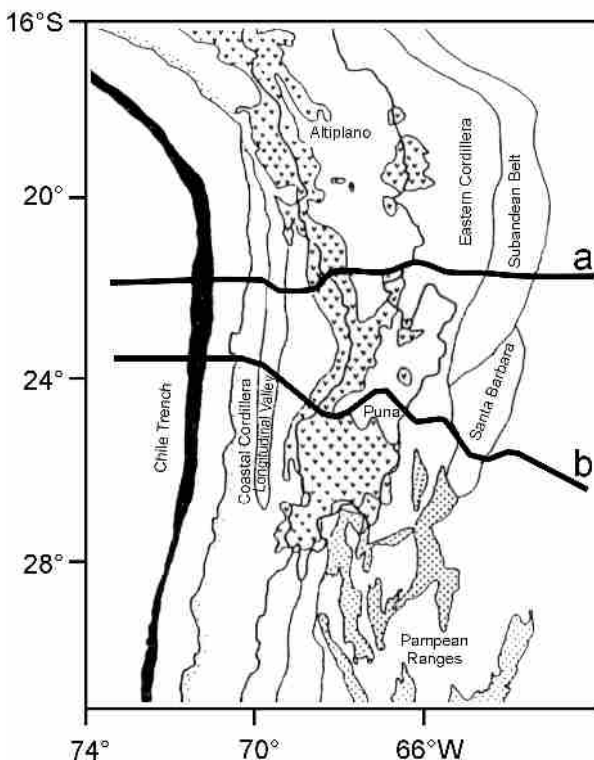 16°S
Altiplano
Eastern Cordillera
Subandean Belt
20°
a
24°
Chile Trench
Coastal Cordillera
Longitudinal Valley
Puna
Santa Barbara
b
28°
Pampean
Ranges
74°
70°
66°W